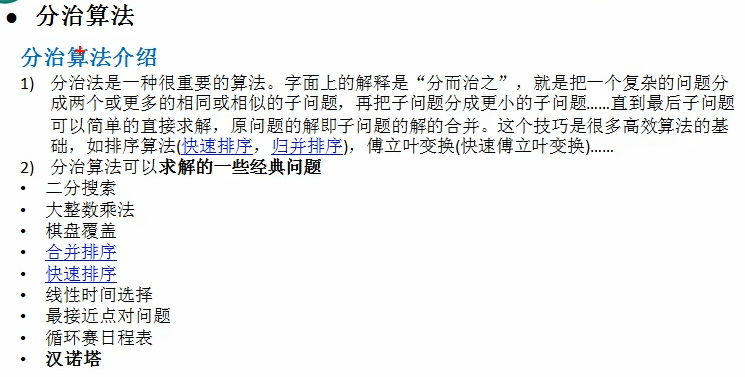 • 分治算法
分治算法介绍
1) 分治法是一种很重要的算法。字面上的解释是“分而治之”，就是把一个复杂的问题分
成两个或更多的相同或相似的子问题，再把子问题分成更小的子问题……直到最后子问题
可以简单的直接求解，原问题的解即子问题的解的合并。这个技巧是很多高效算法的基
础，如排序算法(快速排序，归并排序)，傅立叶变换(快速傅立叶变换)……
2) 分治算法可以求解的一些经典问题
• 二分搜索
• 大整数乘法
• 棋盘覆盖
• 合并排序
• 快速排序
• 线性时间选择
• 最接近点对问题
• 循环赛日程表
• 汉诺塔